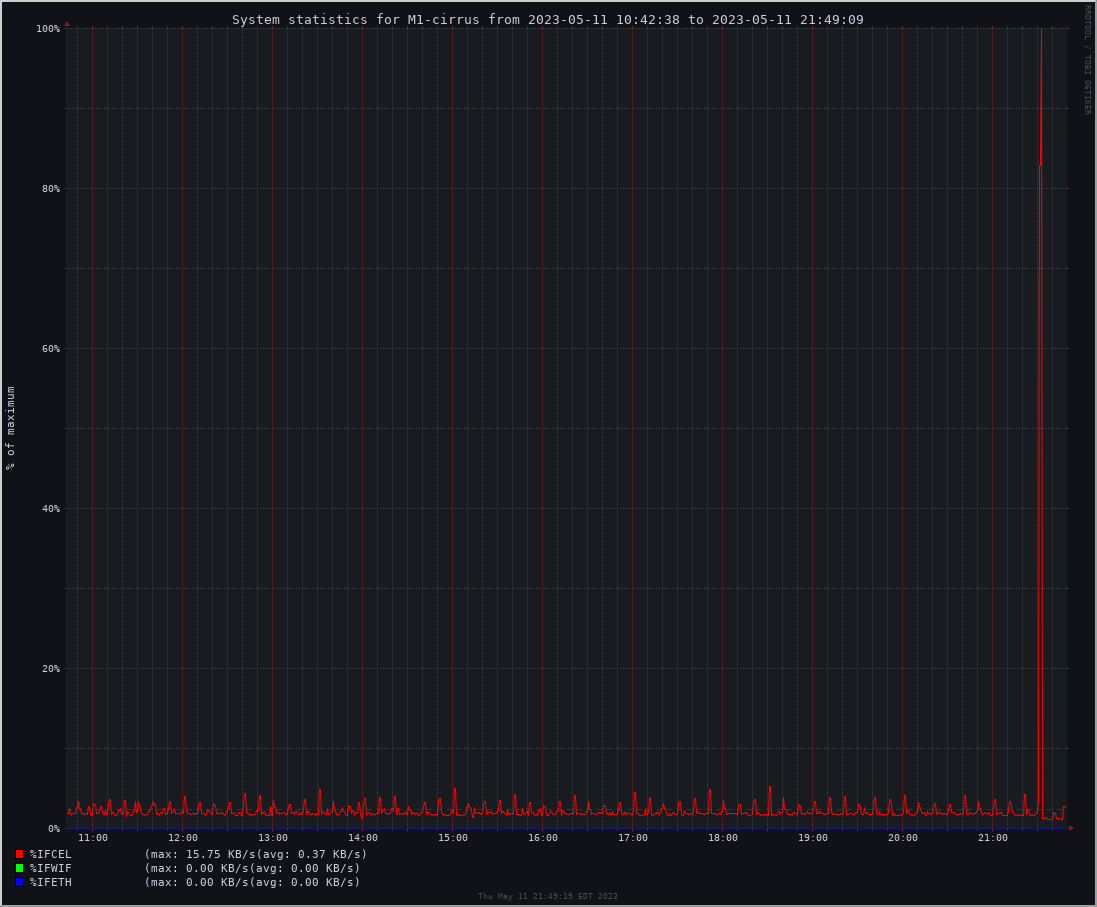 System statistics for M1-cirrus from 2023-05-11 10:42:38 to 2023-05-11 21:49:09
RRDTOOL / TOBI OETIKER
100%
80%
60%
40%
20%
0%
% of maximum
11:00 12:00 13:00 14:00 15:00 16:00 17:00 18:00 19:00 20:00 21:00
%IFCEL (max: 15.75 KB/s(avg: 0.37 KB/s)
%IFWIF (max: 0.00 KB/s(avg: 0.00 KB/s)
%IFETH (max: 0.00 KB/s(avg: 0.00 KB/s)
Thu May 11 21:49:19 EDT 2023